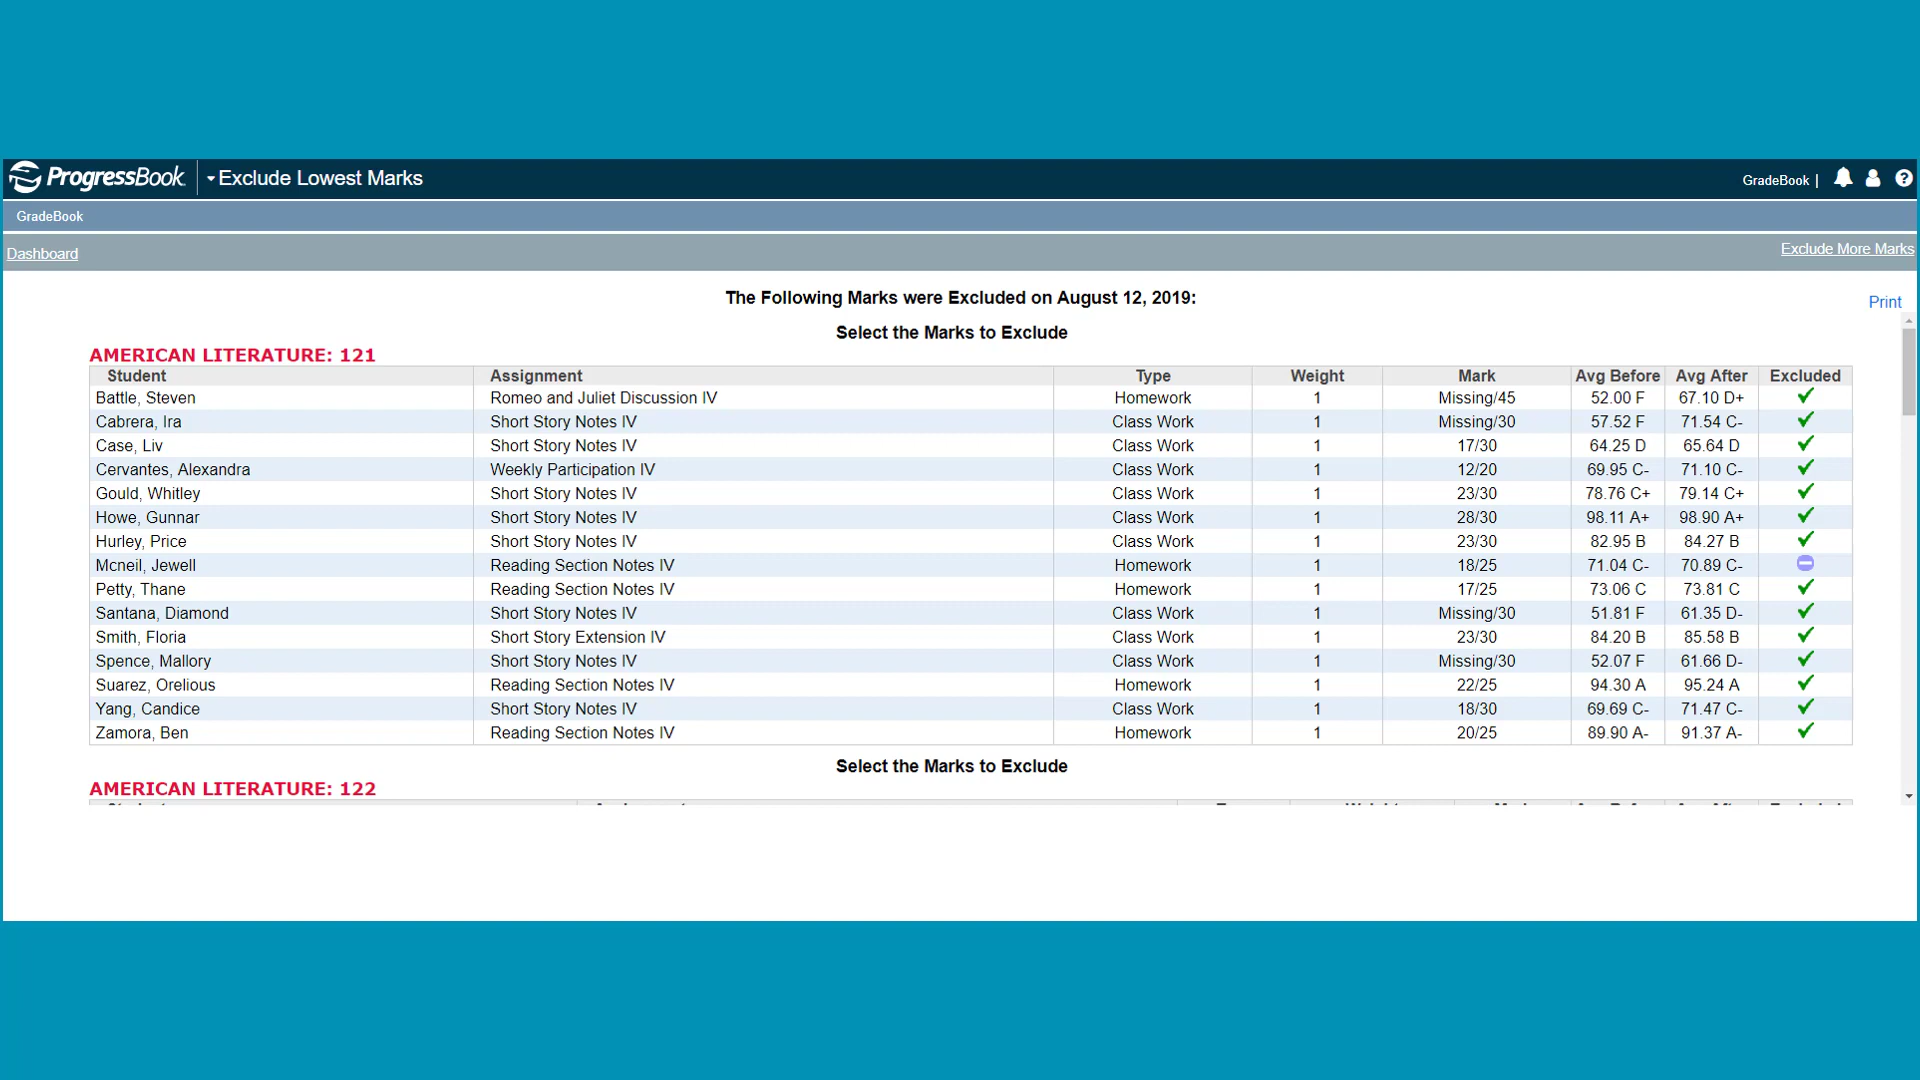 ProgressBook Exclude Lowest Marks GradeBook |
GradeBook
Dashboard Exclude More Marks
The Following Marks were Excluded on August 12, 2019:
Print
Select the Marks to Exclude
AMERICAN LITERATURE: 121
Student Assignment Type Weight Mark Avg Before Avg After Excluded
Battle, Steven Romeo and Juliet Discussion IV Homework 1 Missing/45 52.00 F 67.10 D+
Cabrera, Ira Short Story Notes IV Class Work 1 Missing/30 57.52 F 71.54 C-
Case, Liv Short Story Notes IV Class Work 1 17/30 64.25 D 65.64 D
Cervantes, Alexandra Weekly Participation IV Class Work 1 12/20 69.95 C- 71.10 C-
Gould, Whitley Short Story Notes IV Class Work 1 23/30 78.76 C+ 79.14 C+
Howe, Gunnar Short Story Notes IV Class Work 1 28/30 98.11 A+ 98.90 A+
Hurley, Price Short Story Notes IV Class Work 1 23/30 82.95 B 84.27 B
Mcneil, Jewell Reading Section Notes IV Homework 1 18/25 71.04 C- 70.89 C-
Petty, Thane Reading Section Notes IV Homework 1 17/25 73.06 C 73.81 C
Santana, Diamond Short Story Notes IV Class Work 1 Missing/30 51.81 F 61.35 D-
Smith, Floria Short Story Extension IV Class Work 1 23/30 84.20 B 85.58 B
Spence, Mallory Short Story Notes IV Class Work 1 Missing/30 52.07 F 61.66 D-
Suarez, Orelious Reading Section Notes IV Homework 1 22/25 94.30 A 95.24 A
Yang, Candice Short Story Notes IV Class Work 1 18/30 69.69 C- 71.47 C-
Zamora, Ben Reading Section Notes IV Homework 1 20/25 89.90 A- 91.37 A-
Select the Marks to Exclude
AMERICAN LITERATURE: 122